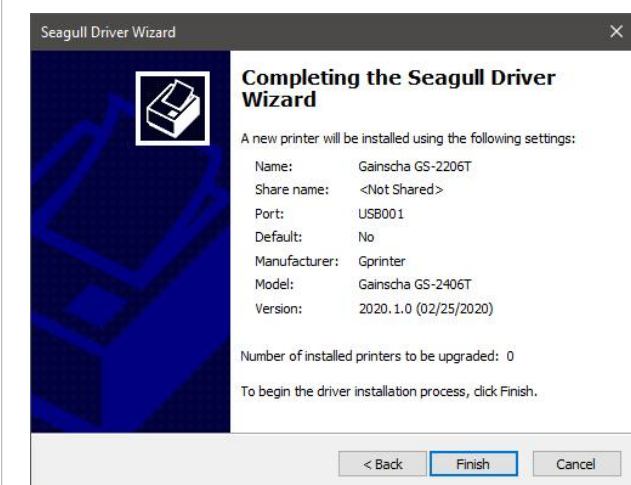 Seagull Driver Wizard
Completing the Seagull Driver
Wizard
A new printer will be installed using the following settings:
Name: Gainscha GS-2206T
Share name: <Not Shared>
Port: USB001
Default: No
Manufacturer: Gprinter
Model: Gainscha GS-2406T
Version: 2020.1.0 (02/25/2020)
Number of installed printers to be upgraded: 0
To begin the driver installation process, click Finish.
< Back Finish Cancel